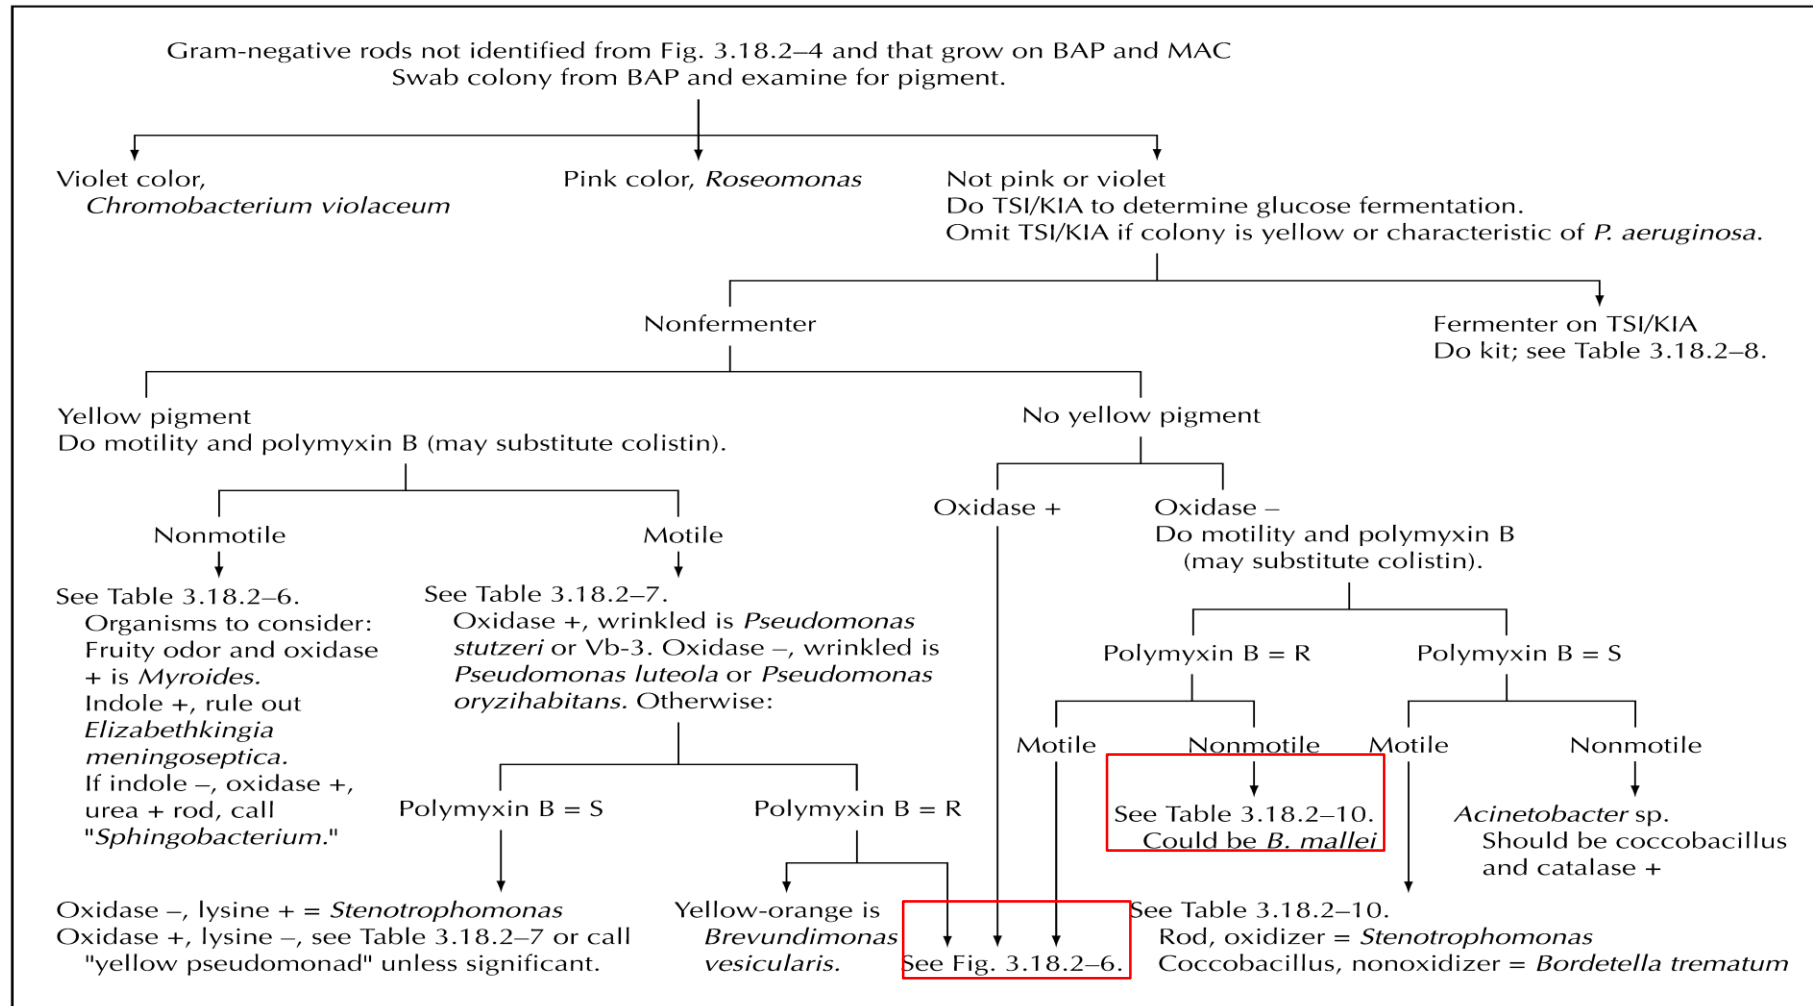 Gram-negative rods not identified from Fig. 3.18.2–4 and that grow on BAP and MAC
Swab colony from BAP and examine for pigment.
Violet color,
Chromobacterium violaceum
Pink color, Roseomonas
Not pink or violet
Do TSI/KIA to determine glucose fermentation.
Omit TSI/KIA if colony is yellow or characteristic of P. aeruginosa.
Nonfermenter
Fermenter on TSI/KIA
Do kit; see Table 3.18.2–8.
Yellow pigment
Do motility and polymyxin B (may substitute colistin).
No yellow pigment
Nonmotile
Motile
Oxidase +
Oxidase –
Do motility and polymyxin B
(may substitute colistin).
See Table 3.18.2–6.
Organisms to consider:
Fruity odor and oxidase
+ is Myroides.
Indole +, rule out
Elizabethkingia
meningoseptica.
If indole –, oxidase +,
urea + rod, call
"Sphingobacterium."
See Table 3.18.2–7.
Oxidase +, wrinkled is Pseudomonas
stutzeri or Vb-3. Oxidase –, wrinkled is
Pseudomonas luteola or Pseudomonas
oryzihabitans. Otherwise:
Polymyxin B = R
Polymyxin B = S
Motile
Nonmotile
Motile
Nonmotile
Polymyxin B = S
Polymyxin B = R
See Table 3.18.2–10.
Could be B. mallei
Acinetobacter sp.
Should be coccobacillus
and catalase +
Oxidase –, lysine + = Stenotrophomonas
Oxidase +, lysine –, see Table 3.18.2–7 or call
"yellow pseudomonad" unless significant.
Yellow-orange is
Brevundimonas
vesicularis.
See Fig. 3.18.2–6.
See Table 3.18.2–10.
Rod, oxidizer = Stenotrophomonas
Coccobacillus, nonoxidizer = Bordetella trematum